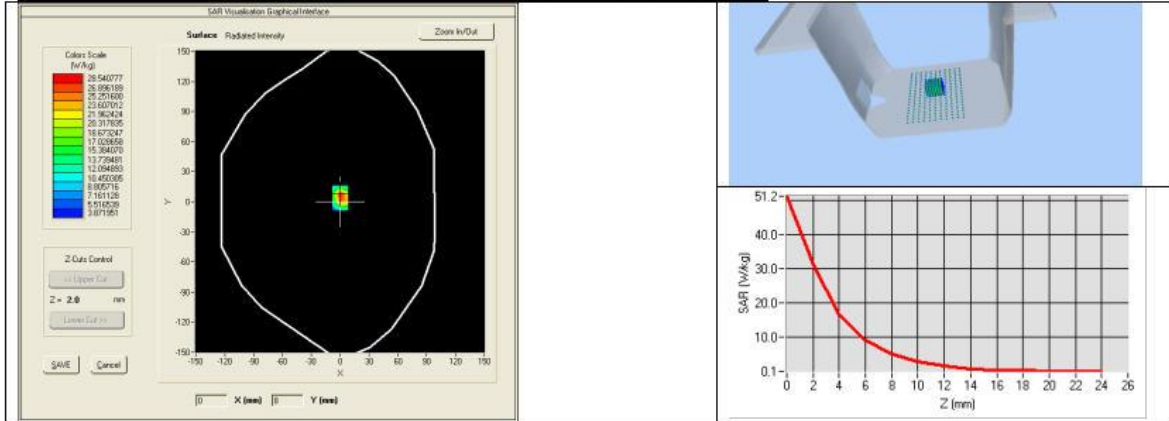 SAR Visualisation Graphical Interface
Surface Radiated Intensity
Zoom In/Out
Colors Scale
(W/kg)
28.540777
26.896189
25.251600
23.607012
21.962424
20.317835
18.673247
17.028658
15.384070
13.739481
12.094893
10.450305
8.805716
7.161128
5.516539
3.871951
Z-Cuts Control
<< Upper Cut
Z = 2.0 mm
Lower Cut >>
SAVE Cancel
Y
150
120
90
60
30
0
-30
-60
-90
-120
-150
-150 -120 -90 -60 -30 0 30 60 90 120 150
X
0 X (mm) 0 Y (mm)
SAR (W/kg)
51.2
40.0
30.0
20.0
10.0
0.1
0 2 4 6 8 10 12 14 16 18 20 22 24 26
Z (mm)